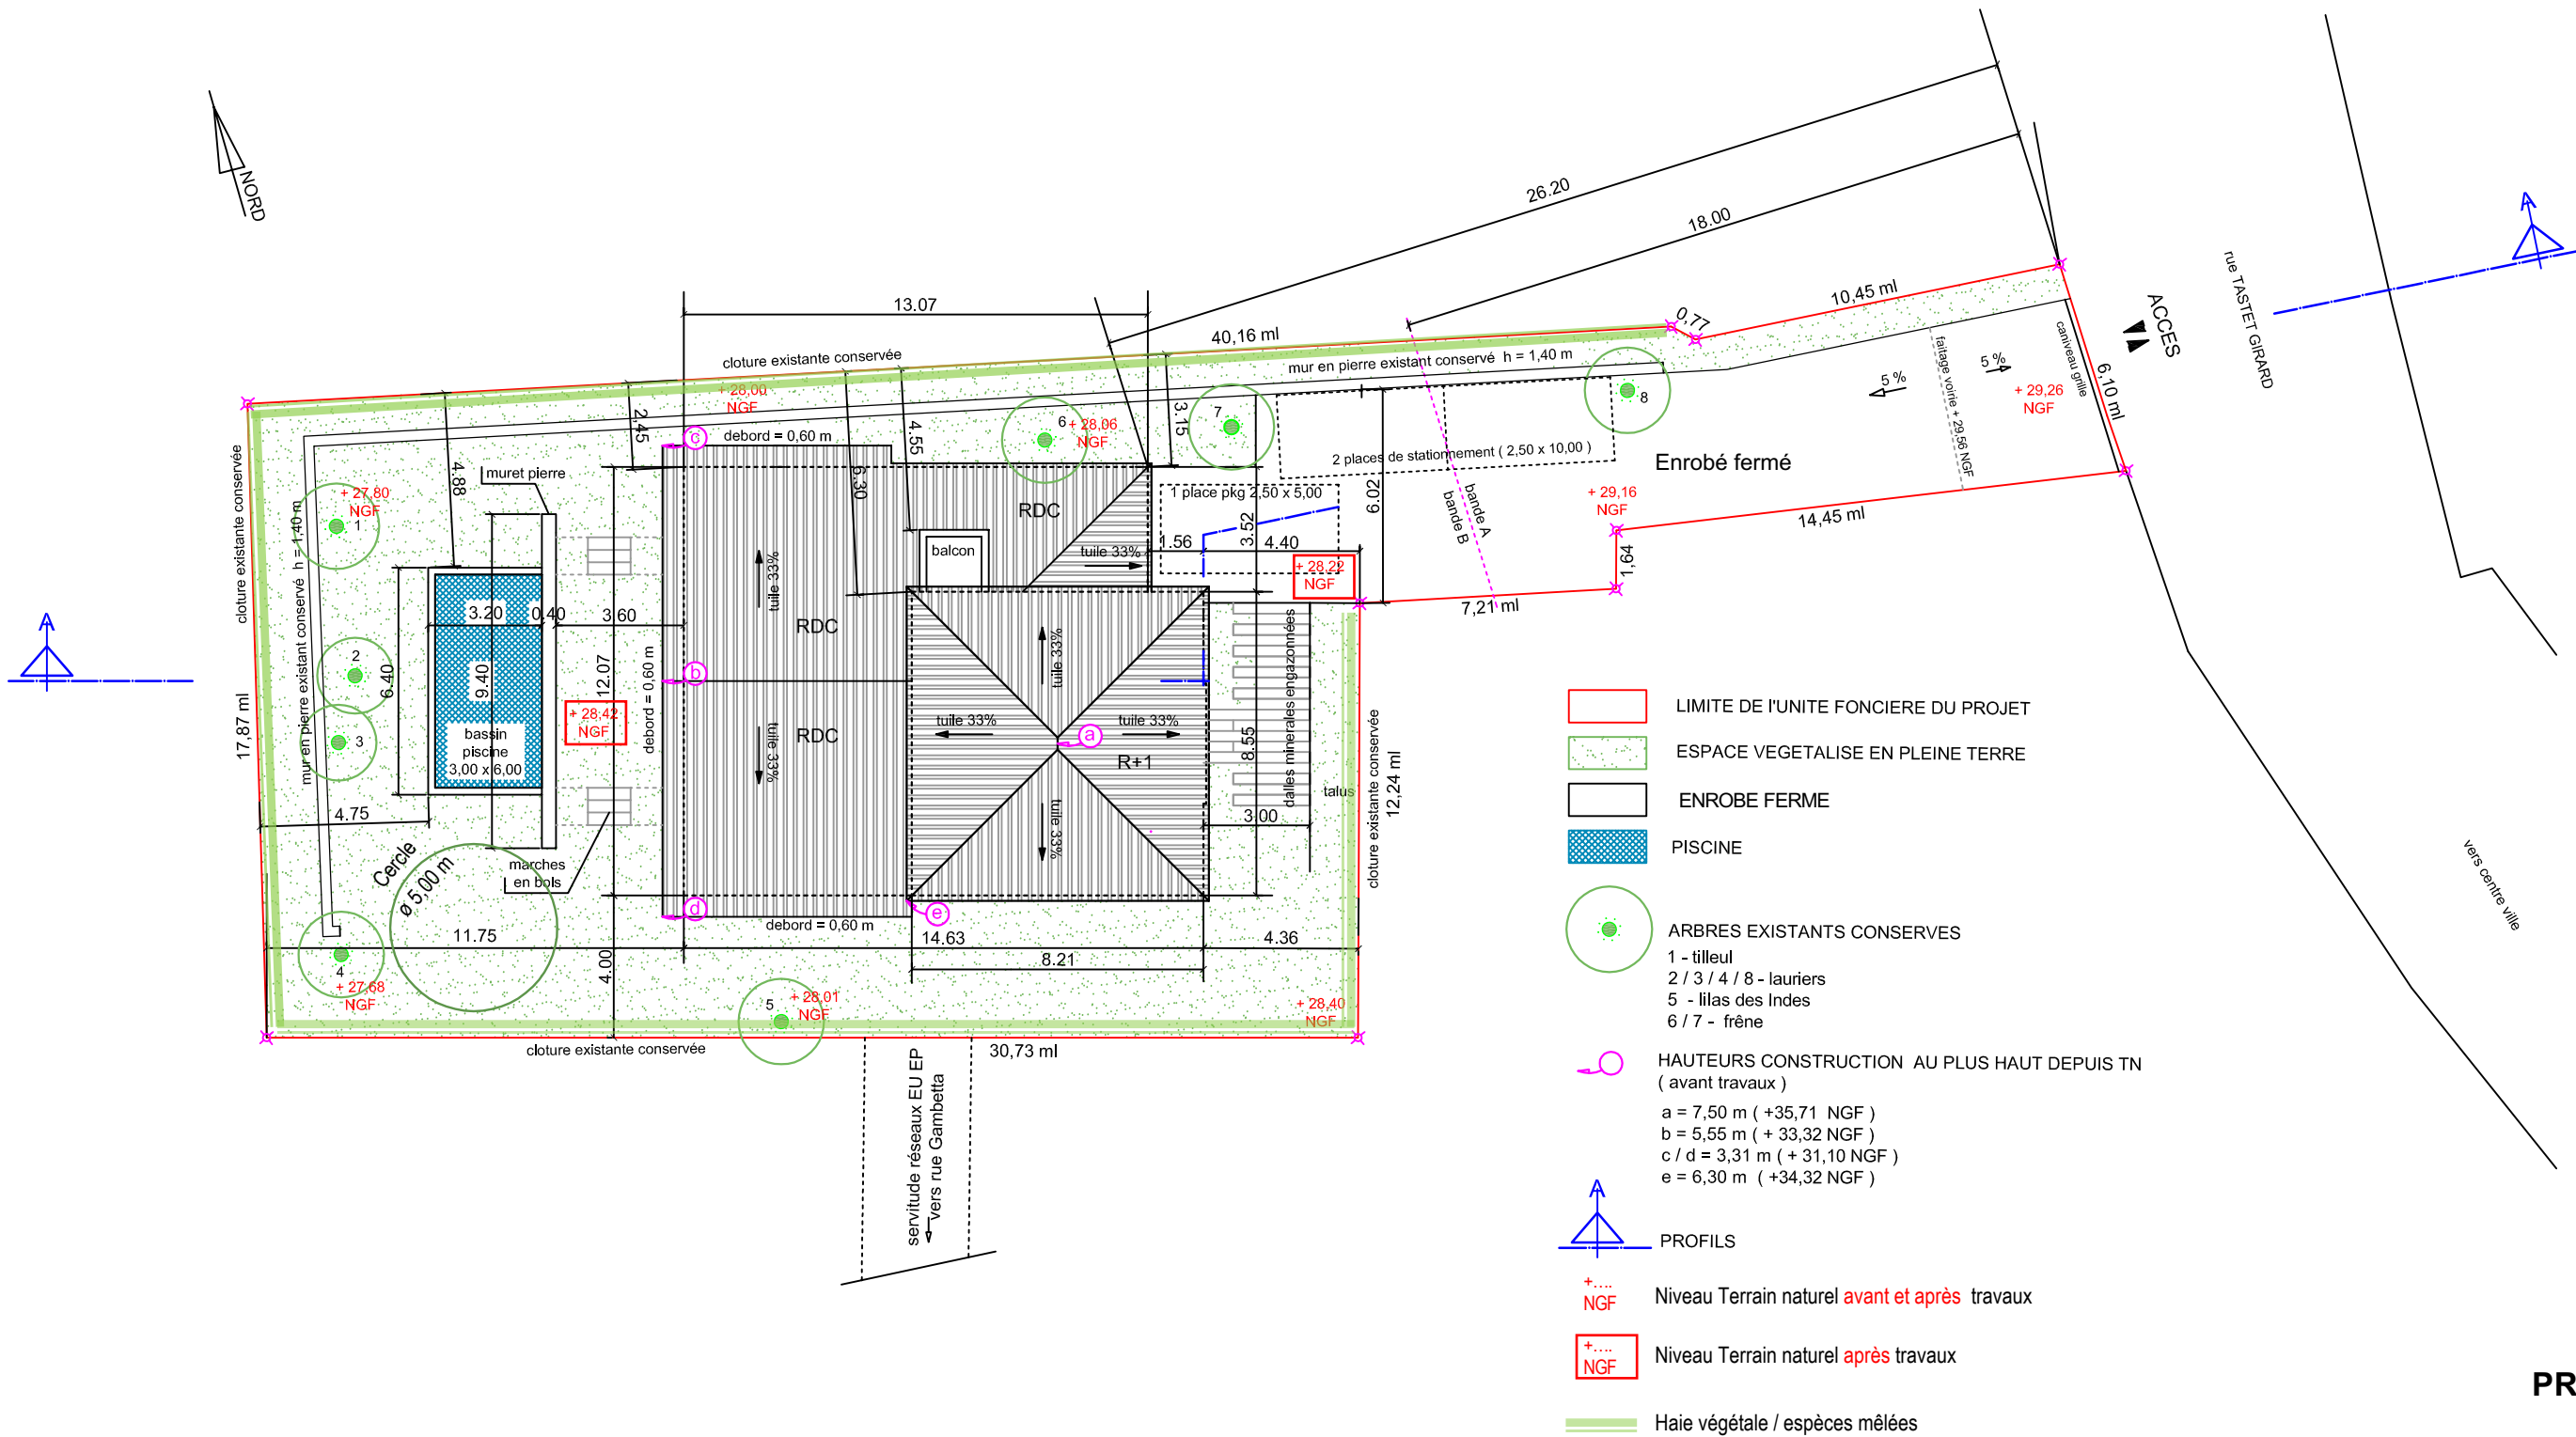 NORD
A
26.20
18.00
13.07
40,16 ml
0,77
10,45 ml
ACCES
rue TASTET GIRARD
A
cloture existante conservée
mur en pierre existant conservé h = 1,40 m
caniveau grille
faitage voirie + 29,56 NGF
5 %
5 %
+ 29,26
NGF
6,10 ml
+ 28,00
NGF
2.45
c
debord = 0,60 m
4.55
6.30
6
+ 28,06
NGF
3.15
7
8
2 places de stationnement ( 2,50 x 10,00 )
Enrobé fermé
cloture existante conservée
4.88
muret pierre
+ 27,80
NGF
1
mur en pierre existant conservé h = 1,40 m
RDC
1 place pkg 2,50 x 5,00
6.02
bande A
bande B
+ 29,16
NGF
14,45 ml
balcon
tuile 33%
3.52
1.56
4.40
+ 28.22
NGF
1,64
7,21 ml
tuile 33%
3.20
0.40
3.60
RDC
2
6.40
9.40
12.07
debord = 0,60 m
b
tuile 33%
17,87 ml
3
bassin
piscine
3,00 x 6,00
+ 28,42
NGF
tuile 33%
RDC
tuile 33%
tuile 33%
a
R+1
8.55
tuile 33%
dalles minerales engazonnées
talus
cloture existante conservée
12,24 ml
4.75
3.00
Cercle
ø 5,00 m
marches
en bois
d
debord = 0,60 m
e
11.75
14.63
4.36
8.21
4.00
4
+ 27,68
NGF
5
+ 28,01
NGF
+ 28,40
NGF
cloture existante conservée
30,73 ml
servitude réseaux EU EP
vers rue Gambetta
vers centre ville
LIMITE DE l'UNITE FONCIERE DU PROJET
ESPACE VEGETALISE EN PLEINE TERRE
ENROBE FERME
PISCINE
ARBRES EXISTANTS CONSERVES
1 - tilleul
2 / 3 / 4 / 8 - lauriers
5 - lilas des Indes
6 / 7 - frêne
HAUTEURS CONSTRUCTION AU PLUS HAUT DEPUIS TN
( avant travaux )
a = 7,50 m ( +35,71 NGF )
b = 5,55 m ( + 33,32 NGF )
c / d = 3,31 m ( + 31,10 NGF )
e = 6,30 m ( +34,32 NGF )
A
PROFILS
+....
NGF
Niveau Terrain naturel avant et après travaux
+....
NGF
Niveau Terrain naturel après travaux
Haie végétale / espèces mêlées
PR